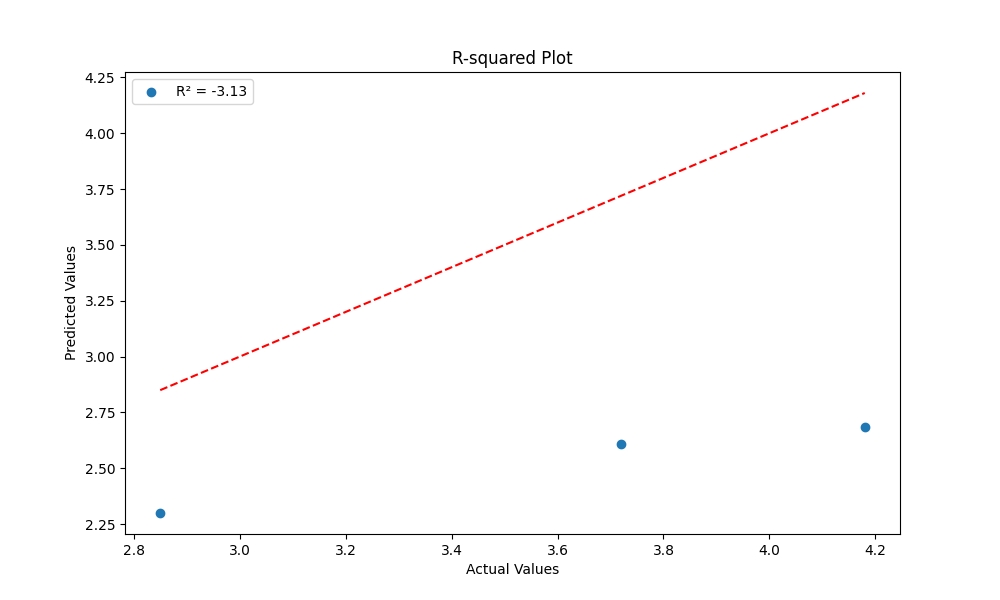 R-squared Plot
R² = -3.13
Predicted Values
4.25
4.00
3.75
3.50
3.25
3.00
2.75
2.50
2.25
2.8 3.0 3.2 3.4 3.6 3.8 4.0 4.2
Actual Values